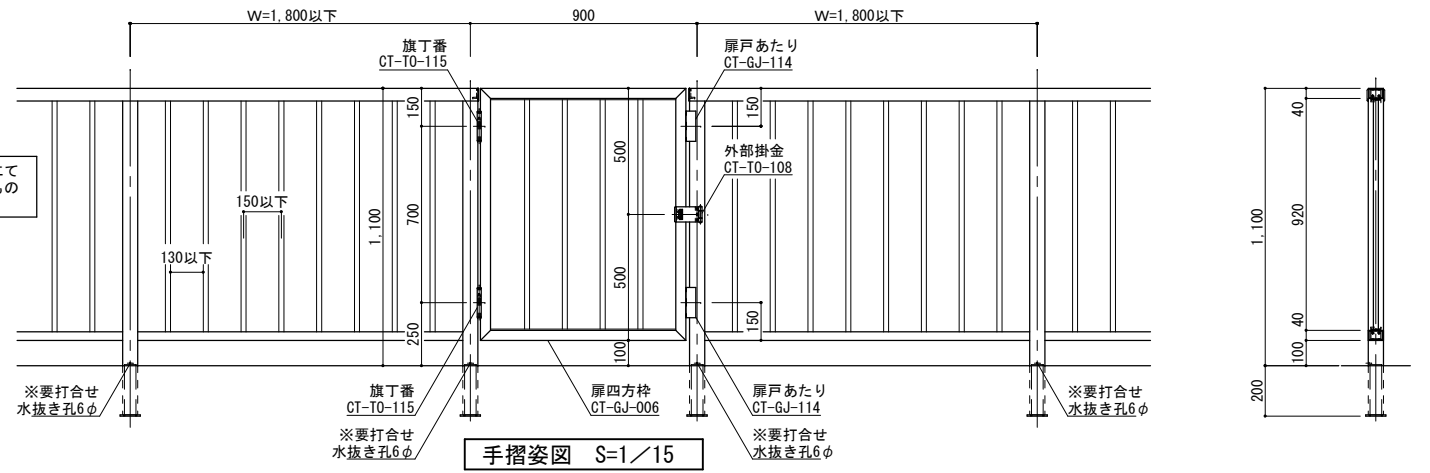 W=1,800以下
900
W=1,800以下
旗丁番
CT-TO-115
扉戸あたり
CT-GJ-114
150
150
40
にて
ものの
500
外部掛金
CT-TO-108
150以下
1,100
700
130以下
500
250
150
100
1,100
920
40
100
200
※要打合せ
水抜き孔6φ
旗丁番
CT-TO-115
扉四方枠
CT-GJ-006
扉戸あたり
CT-GJ-114
※要打合せ
水抜き孔6φ
※要打合せ
水抜き孔6φ
※要打合せ
水抜き孔6φ
手摺姿図 S=1/15